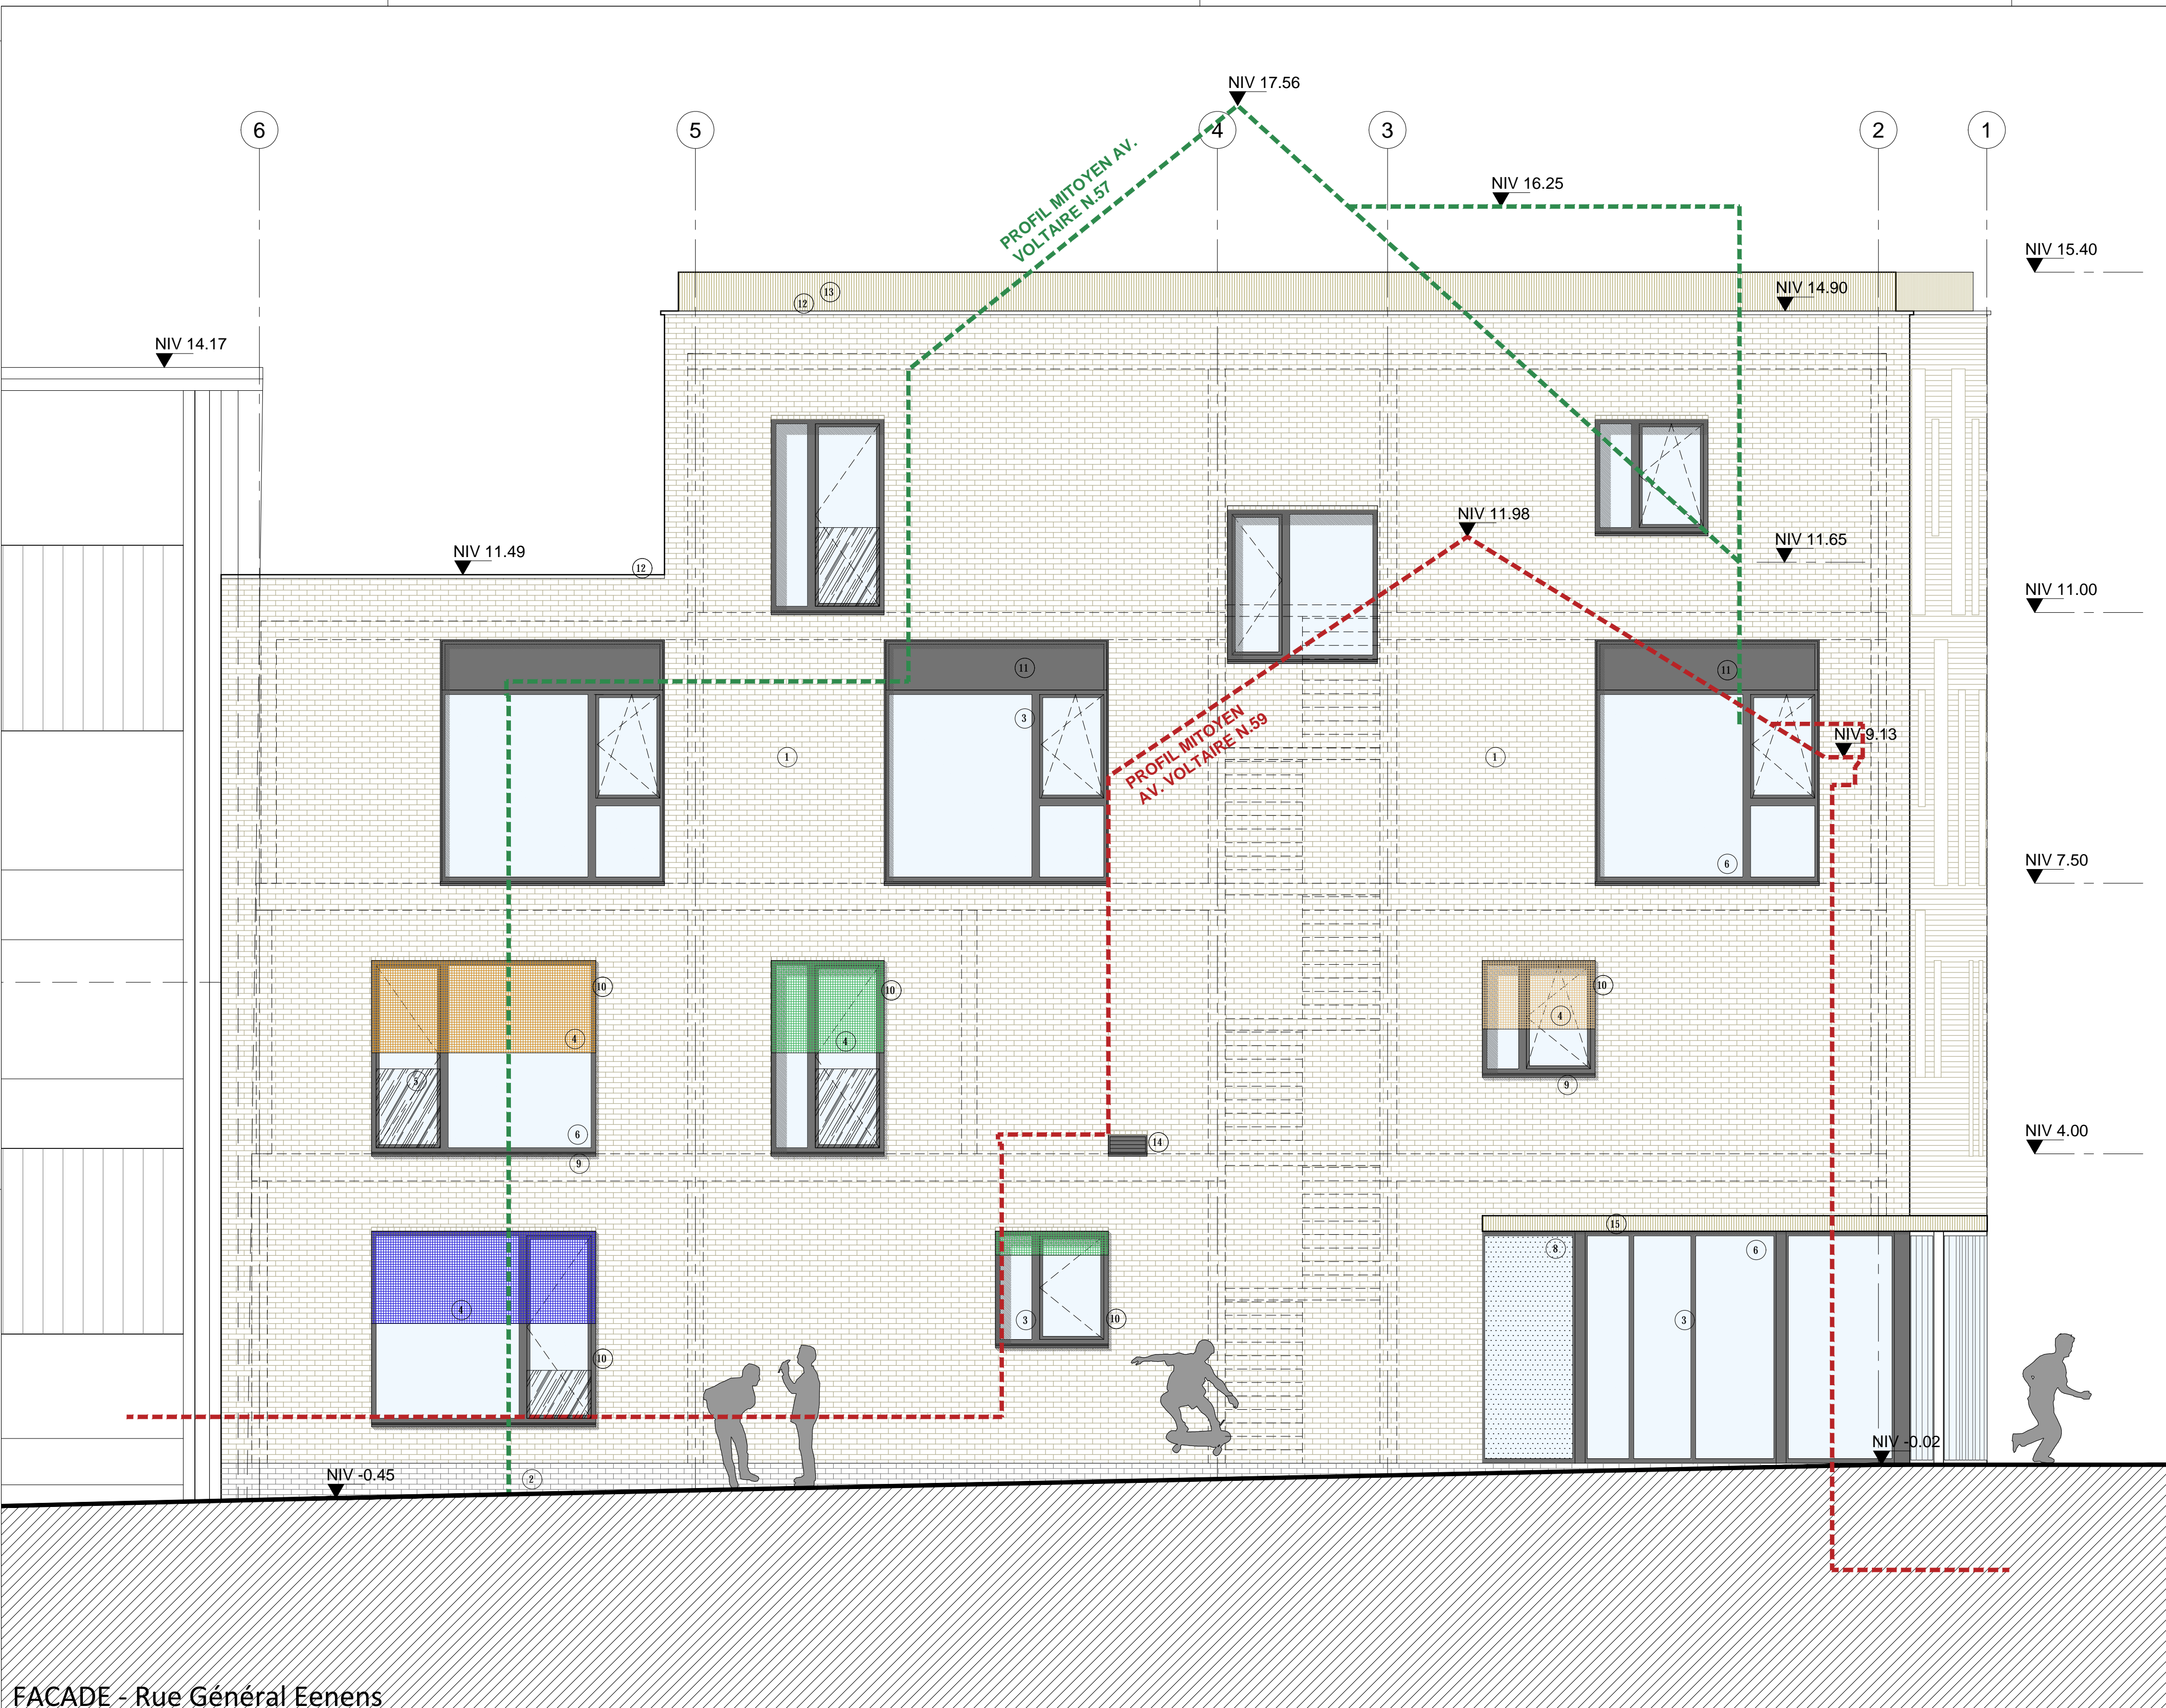 NIV 17.56
6
5
4
3
2
1
PROFIL MITOYEN AV.
VOLTAIRE N.57
NIV 16.25
NIV 15.40
13
12
NIV 14.90
NIV 14.17
NIV 11.98
NIV 11.65
NIV 11.49
12
NIV 11.00
11
11
3
PROFIL MITOYEN
AV. VOLTAIRE N.59
NIV 9.13
1
1
6
NIV 7.50
10
10
10
4
4
4
5
9
6
9
14
NIV 4.00
15
8
6
4
3
10
3
10
NIV -0.02
NIV -0.45
2
FACADE - Rue Général Eenens